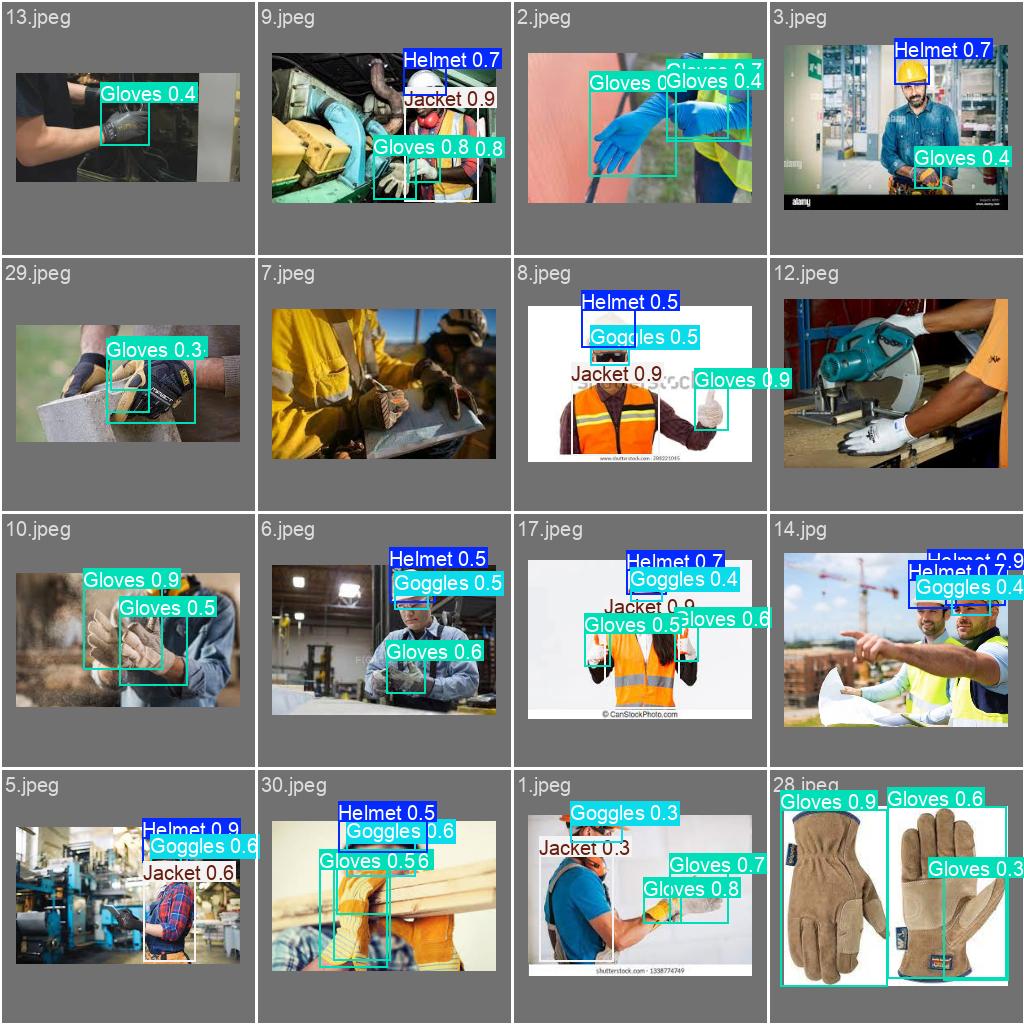 13.jpeg
Gloves 0.4
9.jpeg
Helmet 0.7
Jacket 0.9
Gloves 0.8
0.8
2.jpeg
Gloves 0.7
Gloves 0.4
3.jpeg
Helmet 0.7
Gloves 0.4
alamy
alamy
29.jpeg
Gloves 0.3
7.jpeg
8.jpeg
Helmet 0.5
Goggles 0.5
Jacket 0.9
Gloves 0.9
12.jpeg
10.jpeg
Gloves 0.9
Gloves 0.5
6.jpeg
Helmet 0.5
Goggles 0.5
Gloves 0.6
17.jpeg
Helmet 0.7
Goggles 0.4
Jacket 0.9
Gloves 0.5
Gloves 0.6
© CanStockPhoto.com
14.jpg
Helmet 0.9
Helmet 0.7
Goggles 0.4
5.jpeg
Helmet 0.9
Goggles 0.6
Jacket 0.6
30.jpeg
Helmet 0.5
Goggles 0.6
Gloves 0.5
6
1.jpeg
Goggles 0.3
Jacket 0.3
Gloves 0.7
Gloves 0.8
shutterstock.com · 1338774749
28.jpeg
Gloves 0.9
Gloves 0.6
Gloves 0.3